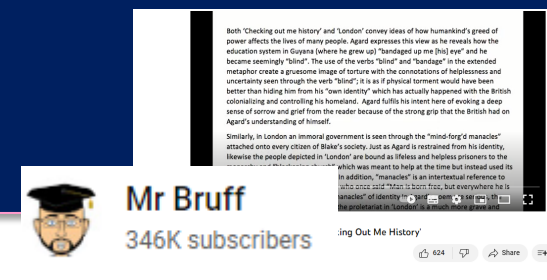 Both 'Checking out me history' and 'London' convey ideas of how humankind's greed of
power affects the lives of many people. Agard expresses this view as he reveals how the
education system in Guyana (where he grew up) "bandaged up me [his] eye" and he
became seemingly "blind". The use of the verbs "blind" and "bandage" in the extended
metaphor create a gruesome image of torture with the connotations of helplessness and
uncertainty seen through the verb "blind"; it is as if physical torment would have been
better than hiding him from his "own identity" which has actually happened with the British
colonializing and controlling his homeland. Agard fulfils his intent here of evoking a deep
sense of sorrow and grief from the reader because of the strong grip that the British had on
Agard's understanding of himself.
Similarly, in London an immoral government is seen through the "mind-forg'd manacles"
attached onto every citizen of Blake's society. Just as Agard is restrained from his identity,
likewise the people depicted in 'London' are bound as lifeless and helpless prisoners to the
which was meant to help at the time but instead used its
In addition, "manacles" is an intertextual reference to
who once said "Man is born free, but everywhere he is
manacles" of identity in
the proletariat in 'London' is a much more grave and
Mr Bruff
346K subscribers
king Out Me History'
624
Share